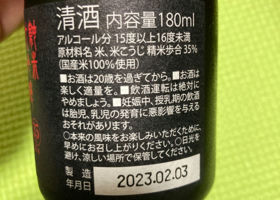 清酒 内容量180ml
アルコール分 15度以上16度未満
原材料名 米、米こうじ 精米歩合35%
(国産米100%使用)
■お酒は20歳を過ぎてから。■お酒は
楽しく適量を。■飲酒運転は絶対に
やめましょう。■妊娠中、授乳期の飲酒
は胎児、乳児の発育に悪影響を与える
おそれがあります。
○本来の風味をお楽しみいただくために、
早めにお召し上がりください。○日光を
避け、涼しい場所で保管してください。
製造
年月日 2023.02.03